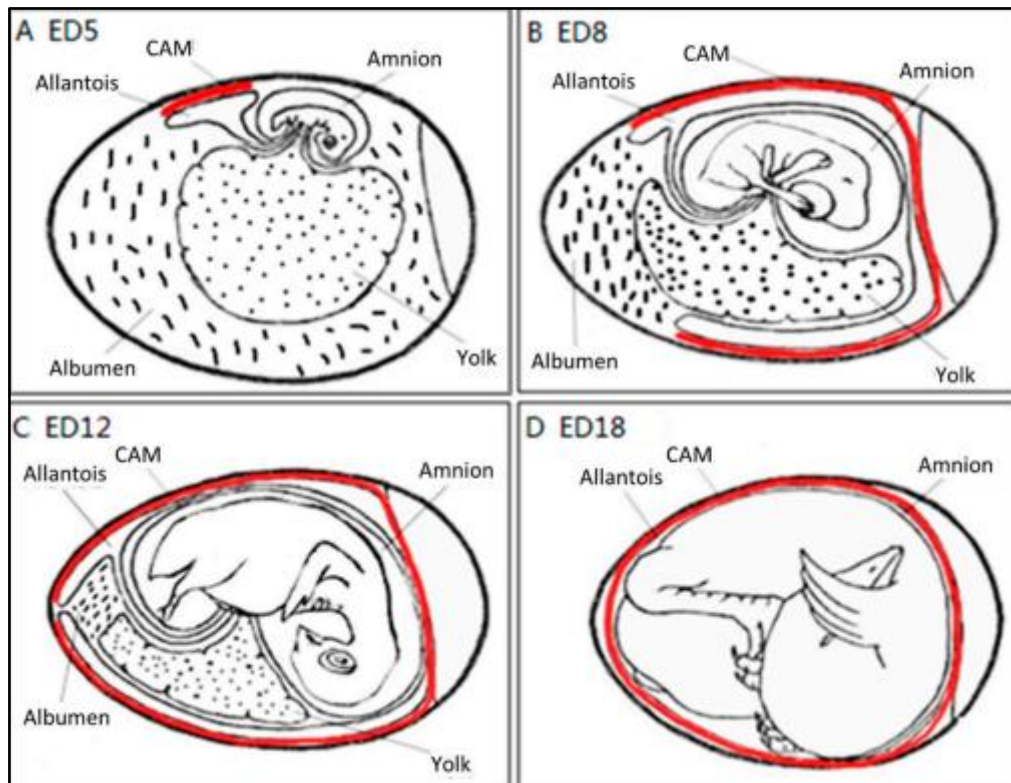 A ED5
CAM
Allantois
Amnion
Albumen
Yolk
B ED8
CAM
Allantois
Amnion
Albumen
Yolk
C ED12
CAM
Allantois
Amnion
Albumen
Yolk
D ED18
CAM
Allantois
Amnion